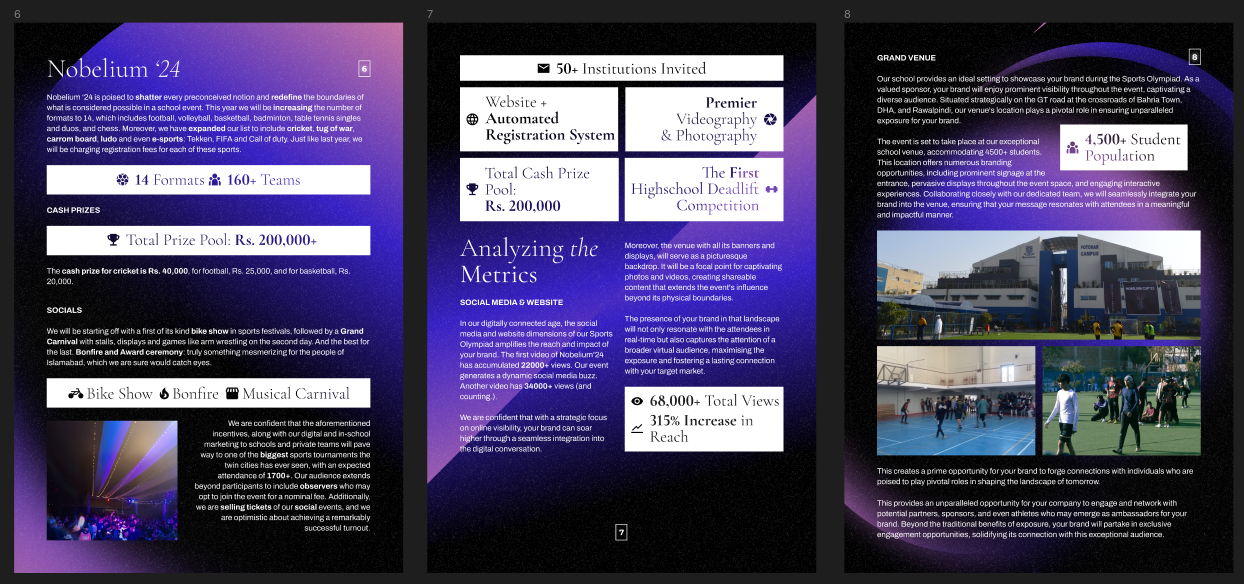 6
Nobelium ‘24
6
Nobelium '24 is poised to shatter every preconceived notion and redefine the boundaries of
what is considered possible in a school event. This year we will be increasing the number of
formats to 14, which includes football, volleyball, basketball, badminton, table tennis singles
and duos, and chess. Moreover, we have expanded our list to include cricket, tug of war,
carrom board, ludo and even e-sports: Tekken, FIFA and Call of duty. Just like last year, we
will be charging registration fees for each of these sports.
14 Formats 160+ Teams
CASH PRIZES
Total Prize Pool: Rs. 200,000+
The cash prize for cricket is Rs. 40,000, for football, Rs. 25,000, and for basketball, Rs.
20,000.
SOCIALS
We will be starting off with a first of its kind bike show in sports festivals, followed by a Grand
Carnival with stalls, displays and games like arm wrestling on the second day. And the best for
the last. Bonfire and Award ceremony: truly something mesmerizing for the people of
Islamabad, which we are sure would catch eyes.
Bike Show Bonfire Musical Carnival
We are confident that the aforementioned
incentives, along with our digital and in-school
marketing to schools and private teams will pave
way to one of the biggest sports tournaments the
twin cities has ever seen, with an expected
attendance of 1700+. Our audience extends
beyond participants to include observers who may
opt to join the event for a nominal fee. Additionally,
we are selling tickets of our social events, and we
are optimistic about achieving a remarkably
successful turnout.
7
50+ Institutions Invited
Website +
Automated
Registration System
Premier
Videography
& Photography
Total Cash Prize
Pool:
Rs. 200,000
The First
Highschool Deadlift
Competition
Analyzing the
Metrics
SOCIAL MEDIA & WEBSITE
In our digitally connected age, the social
media and website dimensions of our Sports
Olympiad amplifies the reach and impact of
your brand. The first video of Nobelium'24
has accumulated 22000+ views. Our event
generates a dynamic social media buzz.
Another video has 34000+ views (and
counting.).
We are confident that with a strategic focus
on online visibility, your brand can soar
higher through a seamless integration into
the digital conversation.
Moreover, the venue with all its banners and
displays, will serve as a picturesque
backdrop. It will be a focal point for captivating
photos and videos, creating shareable
content that extends the event's influence
beyond its physical boundaries.
The presence of your brand in that landscape
will not only resonate with the attendees in
real-time but also captures the attention of a
broader virtual audience, maximising the
exposure and fostering a lasting connection
with your target market.
68,000+ Total Views
315% Increase in
Reach
7
8
GRAND VENUE
8
Our school provides an ideal setting to showcase your brand during the Sports Olympiad. As a
valued sponsor, your brand will enjoy prominent visibility throughout the event, captivating a
diverse audience. Situated strategically on the GT road at the crossroads of Bahria Town,
DHA, and Rawalpindi, our venue's location plays a pivotal role in ensuring unparalleled
exposure for your brand.
The event is set to take place at our exceptional
school venue, accommodating 4500+ students.
This location offers numerous branding
opportunities, including prominent signage at the
entrance, pervasive displays throughout the event space, and engaging interactive
experiences. Collaborating closely with our dedicated team, we will seamlessly integrate your
brand into the venue, ensuring that your message resonates with attendees in a meaningful
and impactful manner.
4,500+ Student
Population
POTOHAR
CAMPUS
This creates a prime opportunity for your brand to forge connections with individuals who are
poised to play pivotal roles in shaping the landscape of tomorrow.
This provides an unparalleled opportunity for your company to engage and network with
potential partners, sponsors, and even athletes who may emerge as ambassadors for your
brand. Beyond the traditional benefits of exposure, your brand will partake in exclusive
engagement opportunities, solidifying its connection with this exceptional audience.